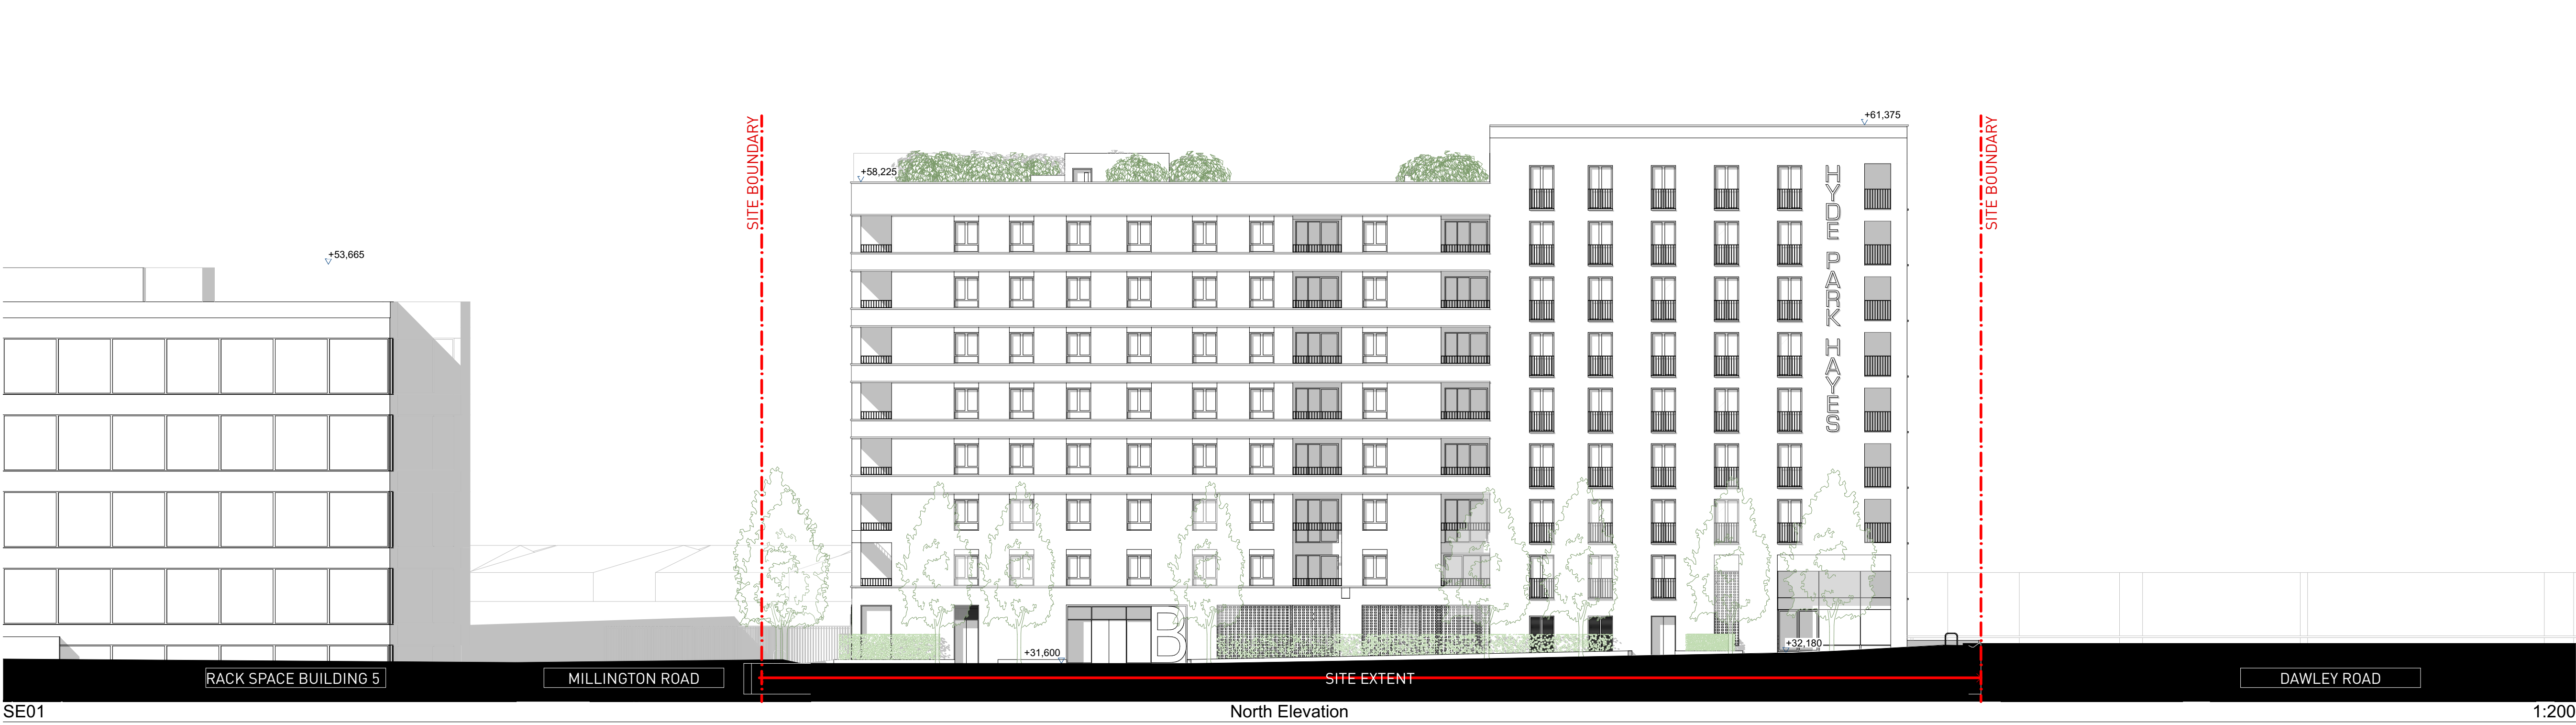 +61,375
SITE BOUNDARY
SITE BOUNDARY
+58,225
HYDE PARK HAYES
+53,665
B
+31,600
+32,180
RACK SPACE BUILDING 5
MILLINGTON ROAD
SITE EXTENT
DAWLEY ROAD
SE01
North Elevation
1:200